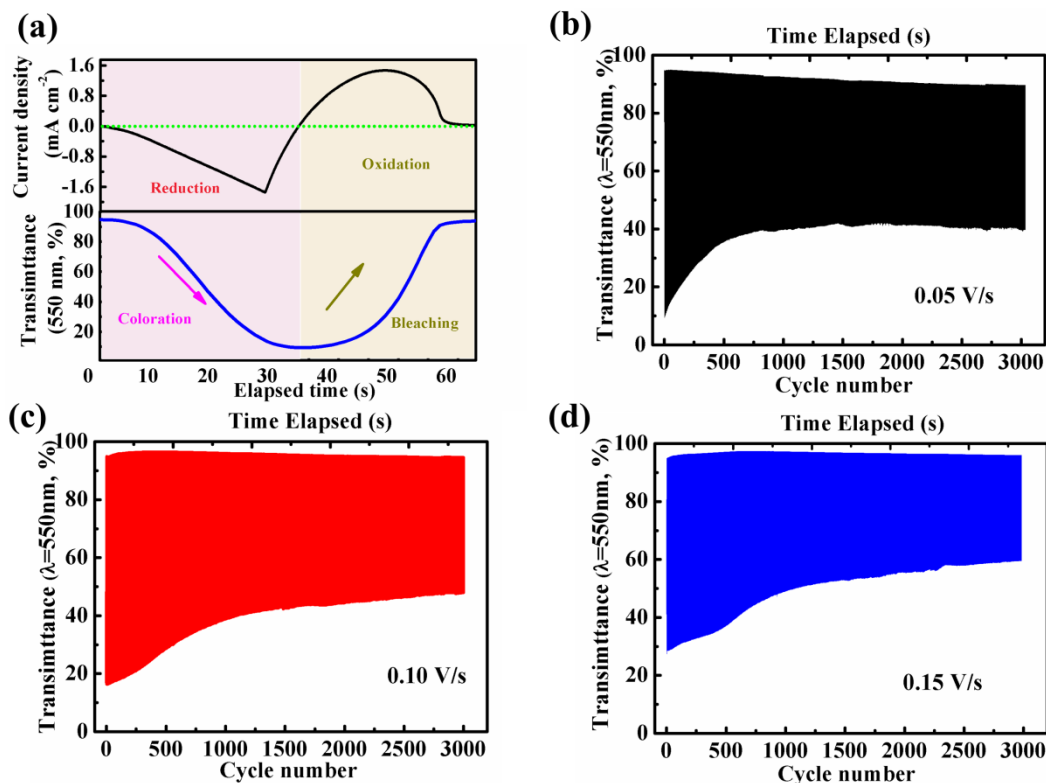 (a)
Current density
(mA cm⁻²)
1.6
0.8
0.0
-0.8
-1.6
Reduction
Oxidation
Transimttance
(550 nm, %)
100
80
60
40
20
Coloration
Bleaching
0 10 20 30 40 50 60
Elapsed time (s)
(b)
Time Elapsed (s)
Transimttance (λ=550nm, %)
100
80
60
40
20
0
0.05 V/s
0 500 1000 1500 2000 2500 3000
Cycle number
(c)
Time Elapsed (s)
Transimttance (λ=550nm, %)
100
80
60
40
20
0
0.10 V/s
0 500 1000 1500 2000 2500 3000
Cycle number
(d)
Time Elapsed (s)
Transimttance (λ=550nm, %)
100
80
60
40
20
0
0.15 V/s
0 500 1000 1500 2000 2500 3000
Cycle number